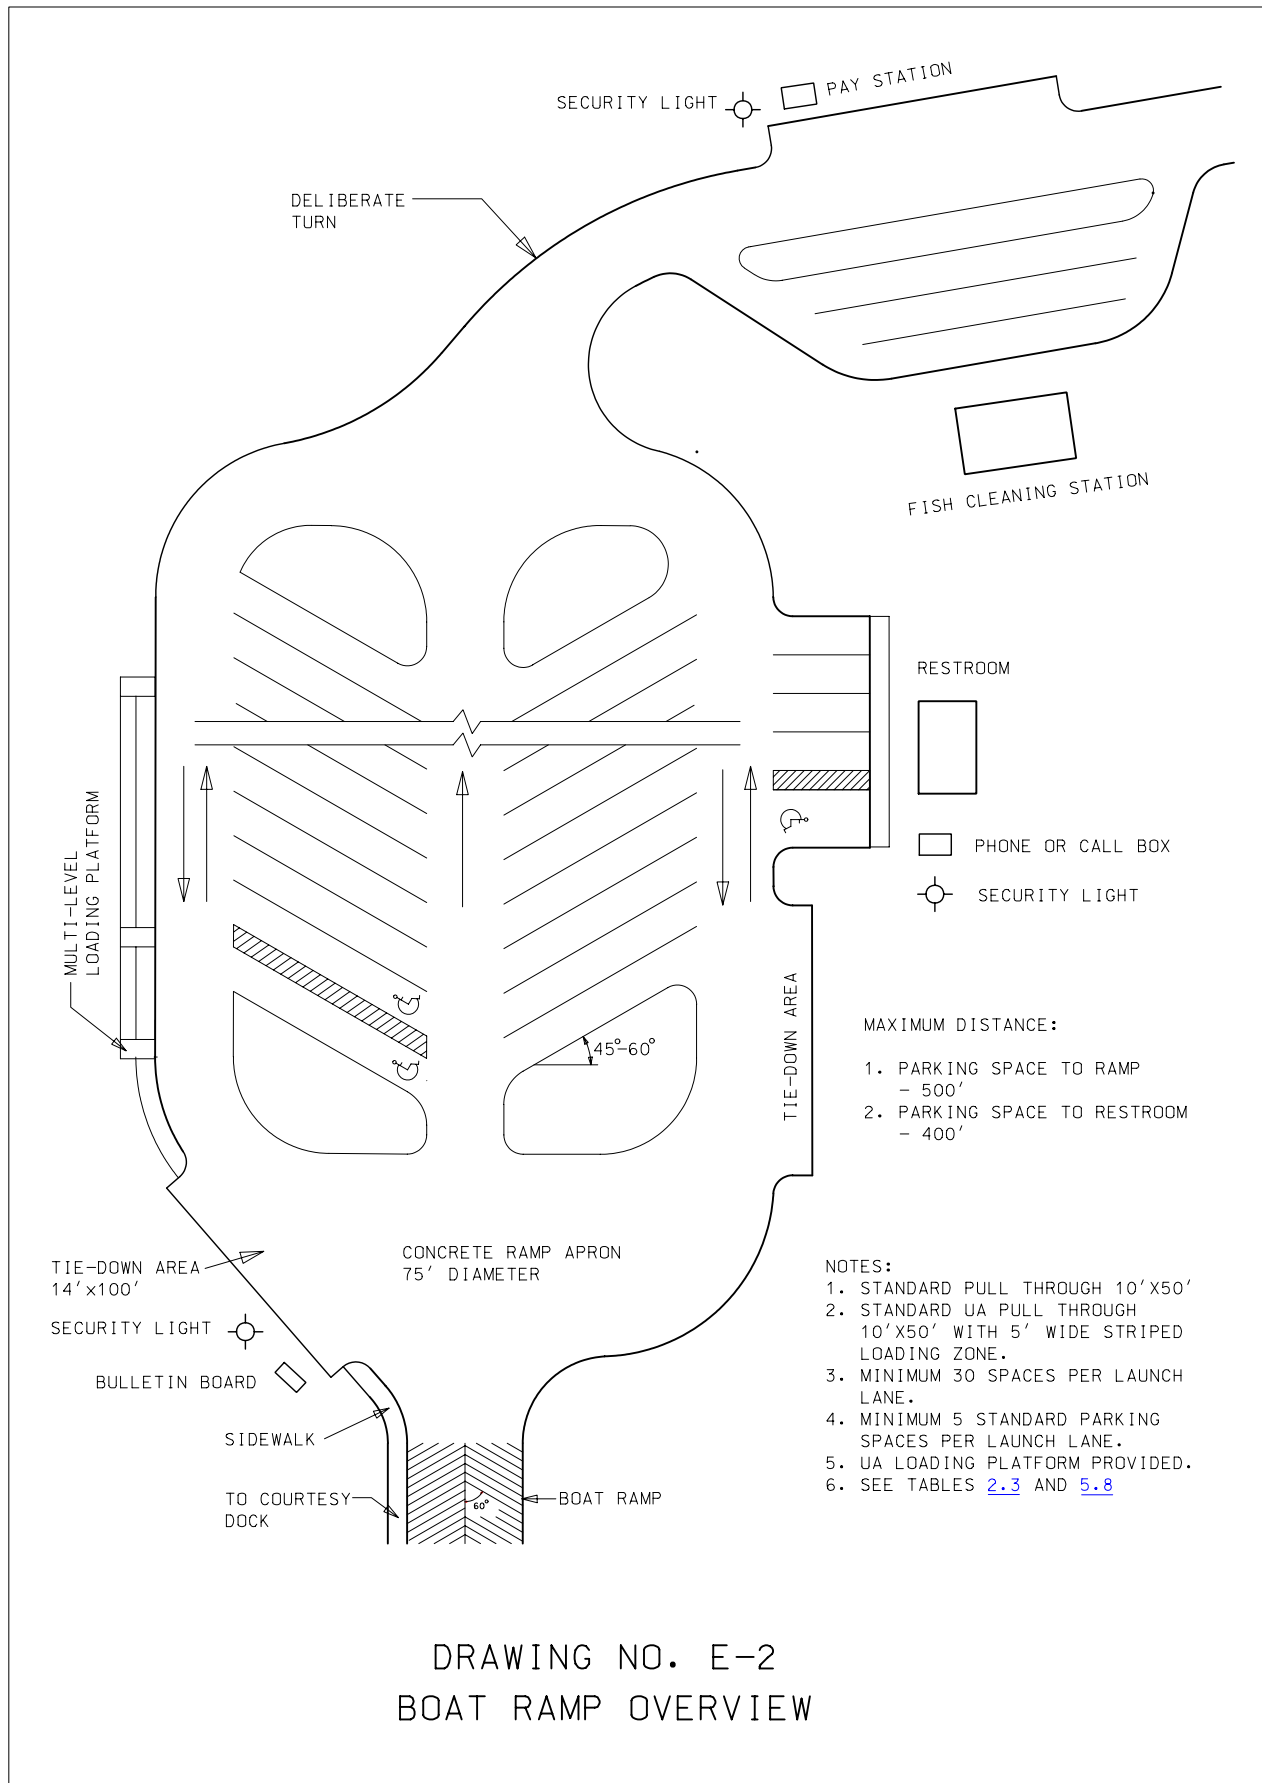 SECURITY LIGHT
PAY STATION
DELIBERATE
TURN
FISH CLEANING STATION
RESTROOM
MULTI-LEVEL
LOADING PLATFORM
PHONE OR CALL BOX
SECURITY LIGHT
TIE-DOWN AREA
45°-60°
MAXIMUM DISTANCE:
1. PARKING SPACE TO RAMP
- 500'
2. PARKING SPACE TO RESTROOM
- 400'
CONCRETE RAMP APRON
75' DIAMETER
TIE-DOWN AREA
14'x100'
SECURITY LIGHT
BULLETIN BOARD
SIDEWALK
TO COURTESY
DOCK
60°
BOAT RAMP
NOTES:
1. STANDARD PULL THROUGH 10'X50'
2. STANDARD UA PULL THROUGH
10'X50' WITH 5' WIDE STRIPED
LOADING ZONE.
3. MINIMUM 30 SPACES PER LAUNCH
LANE.
4. MINIMUM 5 STANDARD PARKING
SPACES PER LAUNCH LANE.
5. UA LOADING PLATFORM PROVIDED.
6. SEE TABLES 2.3 AND 5.8
DRAWING NO. E-2
BOAT RAMP OVERVIEW